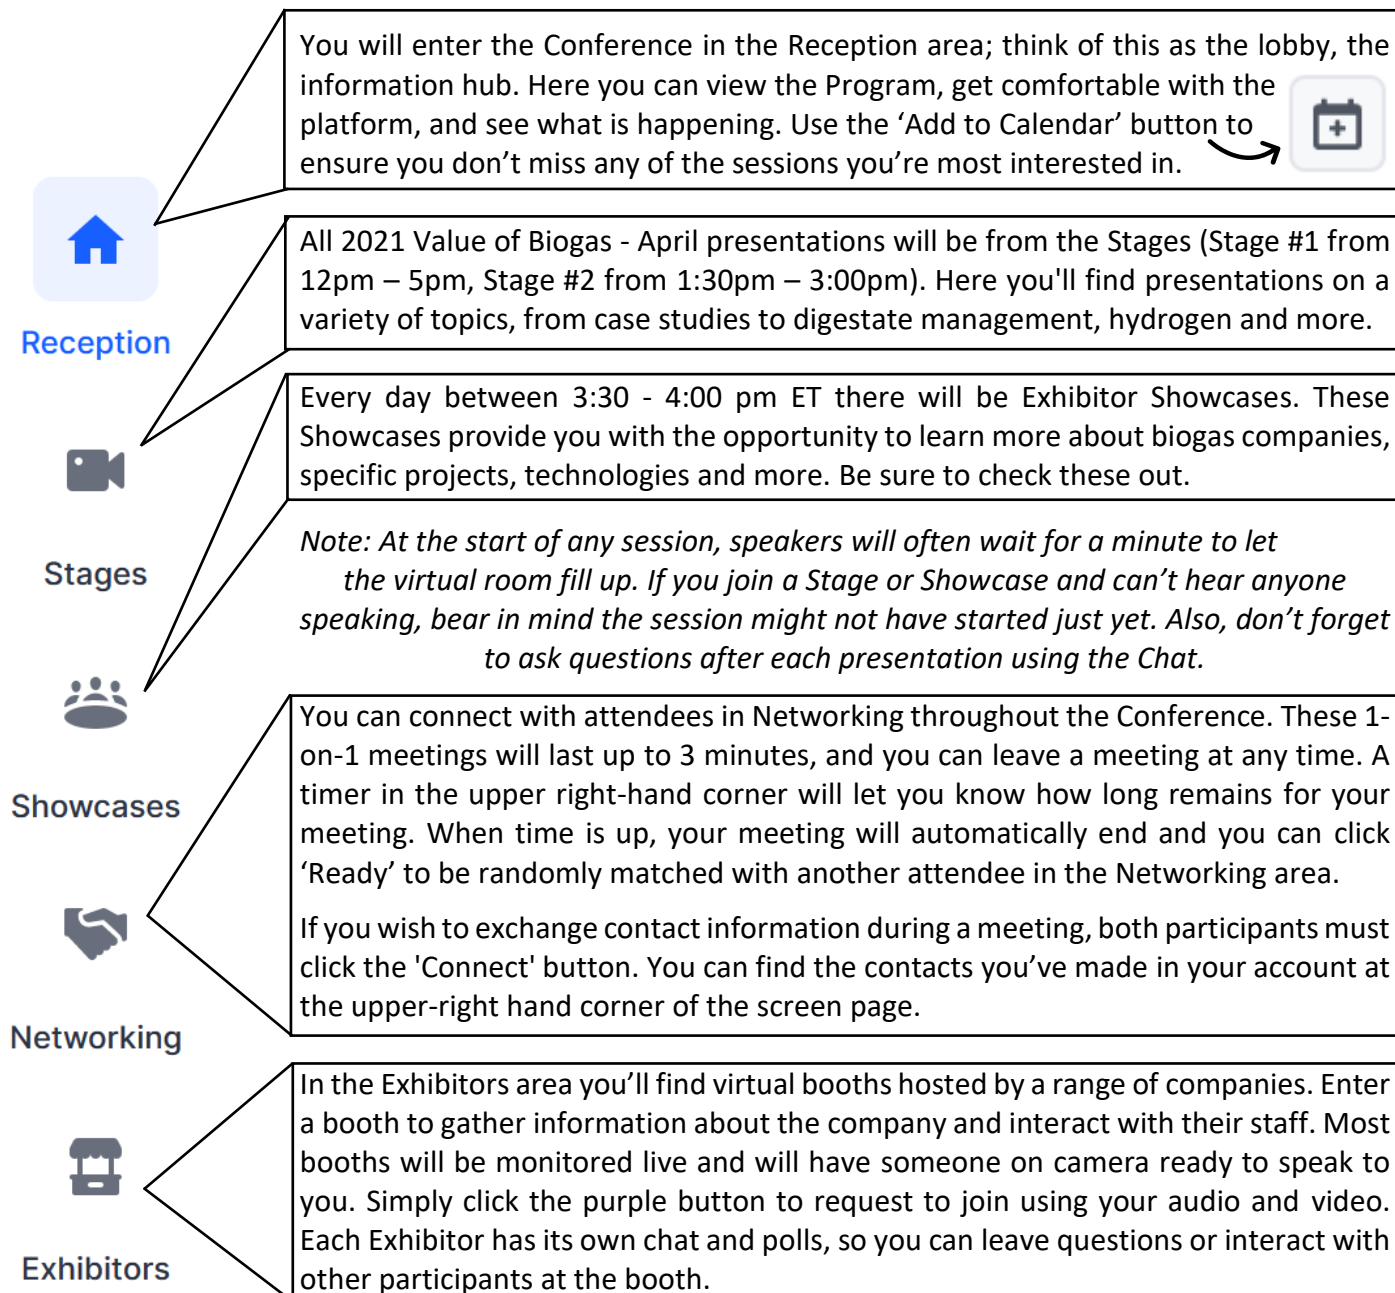 You will enter the Conference in the Reception area; think of this as the lobby, the
information hub. Here you can view the Program, get comfortable with the
platform, and see what is happening. Use the ‘Add to Calendar’ button to
ensure you don’t miss any of the sessions you’re most interested in.
Reception
All 2021 Value of Biogas - April presentations will be from the Stages (Stage #1 from
12pm – 5pm, Stage #2 from 1:30pm – 3:00pm). Here you'll find presentations on a
variety of topics, from case studies to digestate management, hydrogen and more.
Stages
Every day between 3:30 - 4:00 pm ET there will be Exhibitor Showcases. These
Showcases provide you with the opportunity to learn more about biogas companies,
specific projects, technologies and more. Be sure to check these out.
Note: At the start of any session, speakers will often wait for a minute to let
the virtual room fill up. If you join a Stage or Showcase and can’t hear anyone
speaking, bear in mind the session might not have started just yet. Also, don’t forget
to ask questions after each presentation using the Chat.
Showcases
You can connect with attendees in Networking throughout the Conference. These 1-
on-1 meetings will last up to 3 minutes, and you can leave a meeting at any time. A
timer in the upper right-hand corner will let you know how long remains for your
meeting. When time is up, your meeting will automatically end and you can click
‘Ready’ to be randomly matched with another attendee in the Networking area.
If you wish to exchange contact information during a meeting, both participants must
click the 'Connect' button. You can find the contacts you’ve made in your account at
the upper-right hand corner of the screen page.
Networking
In the Exhibitors area you’ll find virtual booths hosted by a range of companies. Enter
a booth to gather information about the company and interact with their staff. Most
booths will be monitored live and will have someone on camera ready to speak to
you. Simply click the purple button to request to join using your audio and video.
Each Exhibitor has its own chat and polls, so you can leave questions or interact with
other participants at the booth.
Exhibitors